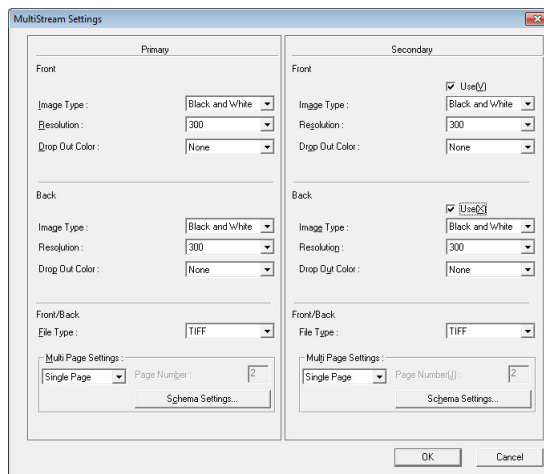 MultiStream Settings
Primary
Front
Image Type : Black and White
Resolution : 300
Drop Out Color : None
Back
Image Type : Black and White
Resolution : 300
Drop Out Color : None
Front/Back
File Type : TIFF
Multi Page Settings :
Single Page Page Number : 2
Schema Settings...
Secondary
Front
Use(V)
Image Type : Black and White
Resolution : 300
Drop Out Color : None
Back
Use(X)
Image Type : Black and White
Resolution : 300
Drop Out Color : None
Front/Back
File Type : TIFF
Multi Page Settings :
Single Page Page Number(J) : 2
Schema Settings...
OK Cancel